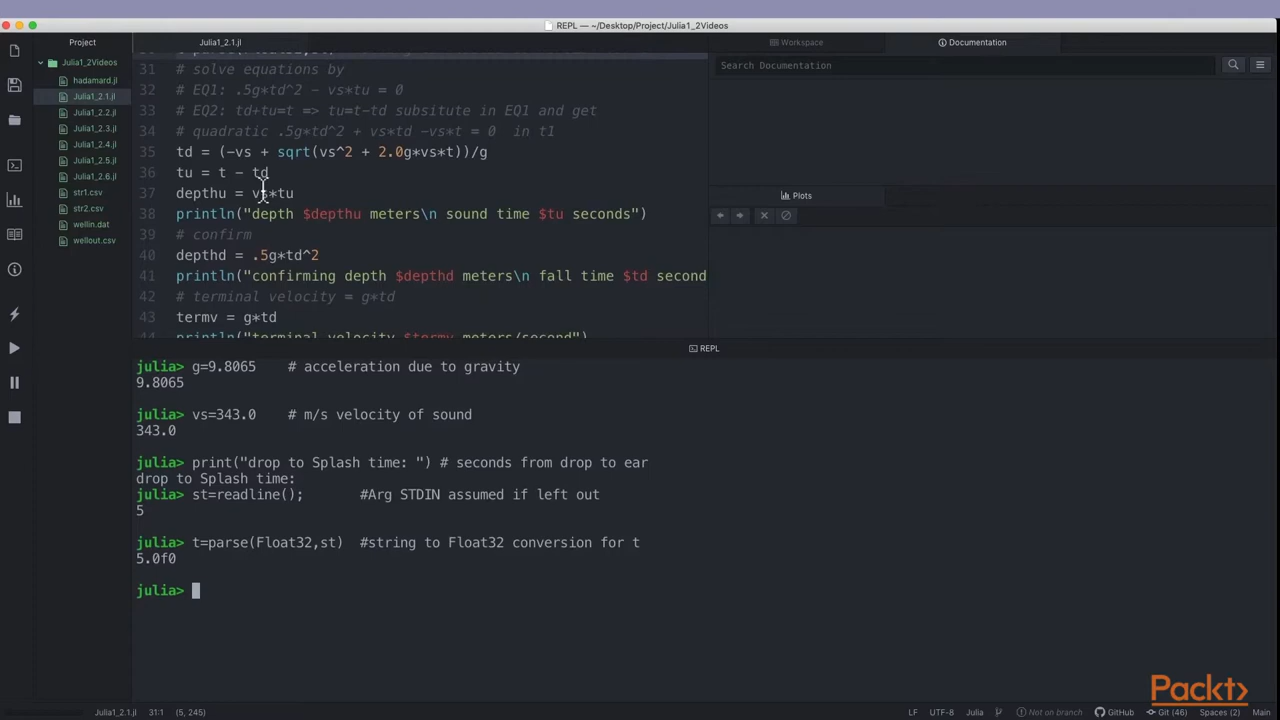 REPL — ~/Desktop/Project/Julia1_2Videos
Project
Julia1_2.1.jl
Workspace
Documentation
Julia1_2Videos
hadamard.jl
Julia1_2.1.jl
Julia1_2.2.jl
Julia1_2.3.jl
Julia1_2.4.jl
Julia1_2.5.jl
Julia1_2.6.jl
str1.csv
str2.csv
wellin.dat
wellout.csv
31 # solve equations by
32 # EQ1: .5g*td^2 - vs*tu = 0
33 # EQ2: td+tu=t => tu=t-td subsitute in EQ1 and get
34 # quadratic .5g*td^2 + vs*td -vs*t = 0 in t1
35 td = (-vs + sqrt(vs^2 + 2.0g*vs*t))/g
36 tu = t - td
37 depthu = vs*tu
38 println("depth $depthu meters\n sound time $tu seconds")
39 # confirm
40 depthd = .5g*td^2
41 println("confirming depth $depthd meters\n fall time $td second
42 # terminal velocity = g*td
43 termv = g*td
44 println("terminal velocity $termv meters/second")
Search Documentation
Plots
REPL
julia> g=9.8065 # acceleration due to gravity
9.8065
julia> vs=343.0 # m/s velocity of sound
343.0
julia> print("drop to Splash time: ") # seconds from drop to ear
drop to Splash time:
julia> st=readline(); #Arg STDIN assumed if left out
5
julia> t=parse(Float32,st) #string to Float32 conversion for t
5.0f0
julia>
Packt>
Julia1_2.1.jl 31:1 (5, 245)
LF UTF-8 Julia Not on branch GitHub Git (46) Spaces (2) Main